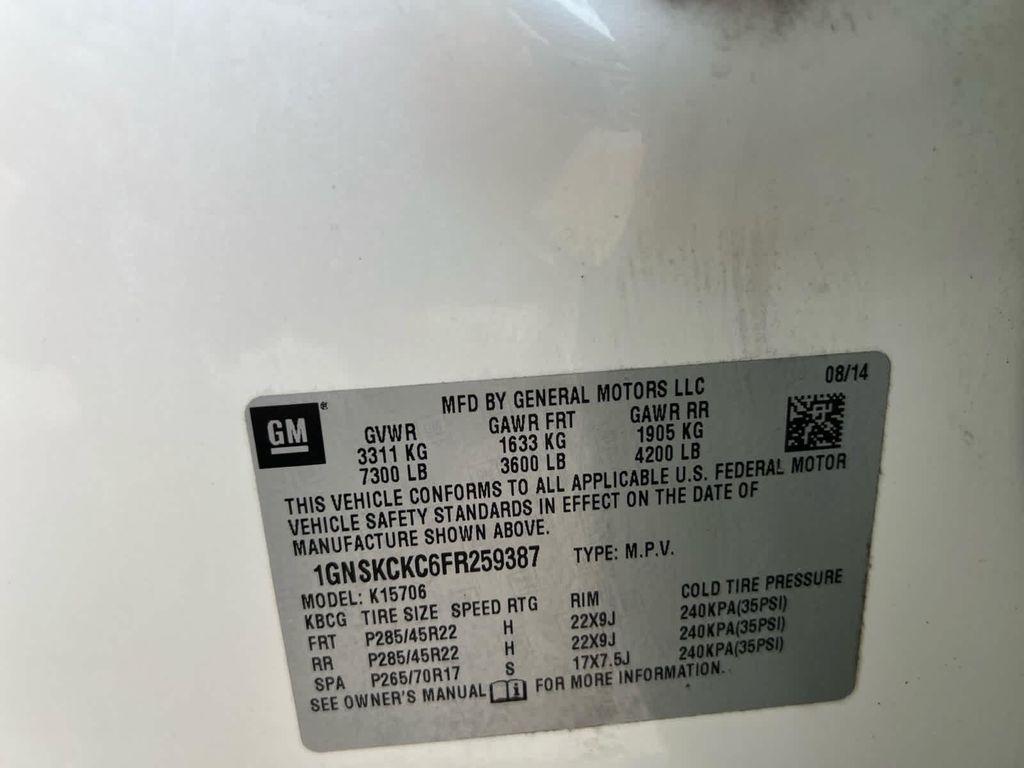 08/14
GM ®
MFD BY GENERAL MOTORS LLC
GVWR GAWR FRT GAWR RR
3311 KG 1633 KG 1905 KG
7300 LB 3600 LB 4200 LB
THIS VEHICLE CONFORMS TO ALL APPLICABLE U.S. FEDERAL MOTOR
VEHICLE SAFETY STANDARDS IN EFFECT ON THE DATE OF
MANUFACTURE SHOWN ABOVE.
1GNSKCKC6FR259387 TYPE: M.P.V.
MODEL: K15706
KBCG TIRE SIZE SPEED RTG RIM COLD TIRE PRESSURE
FRT P285/45R22 H 22X9J 240KPA(35PSI)
RR P285/45R22 H 22X9J 240KPA(35PSI)
SPA P265/70R17 S 17X7.5J 240KPA(35PSI)
SEE OWNER'S MANUAL FOR MORE INFORMATION.